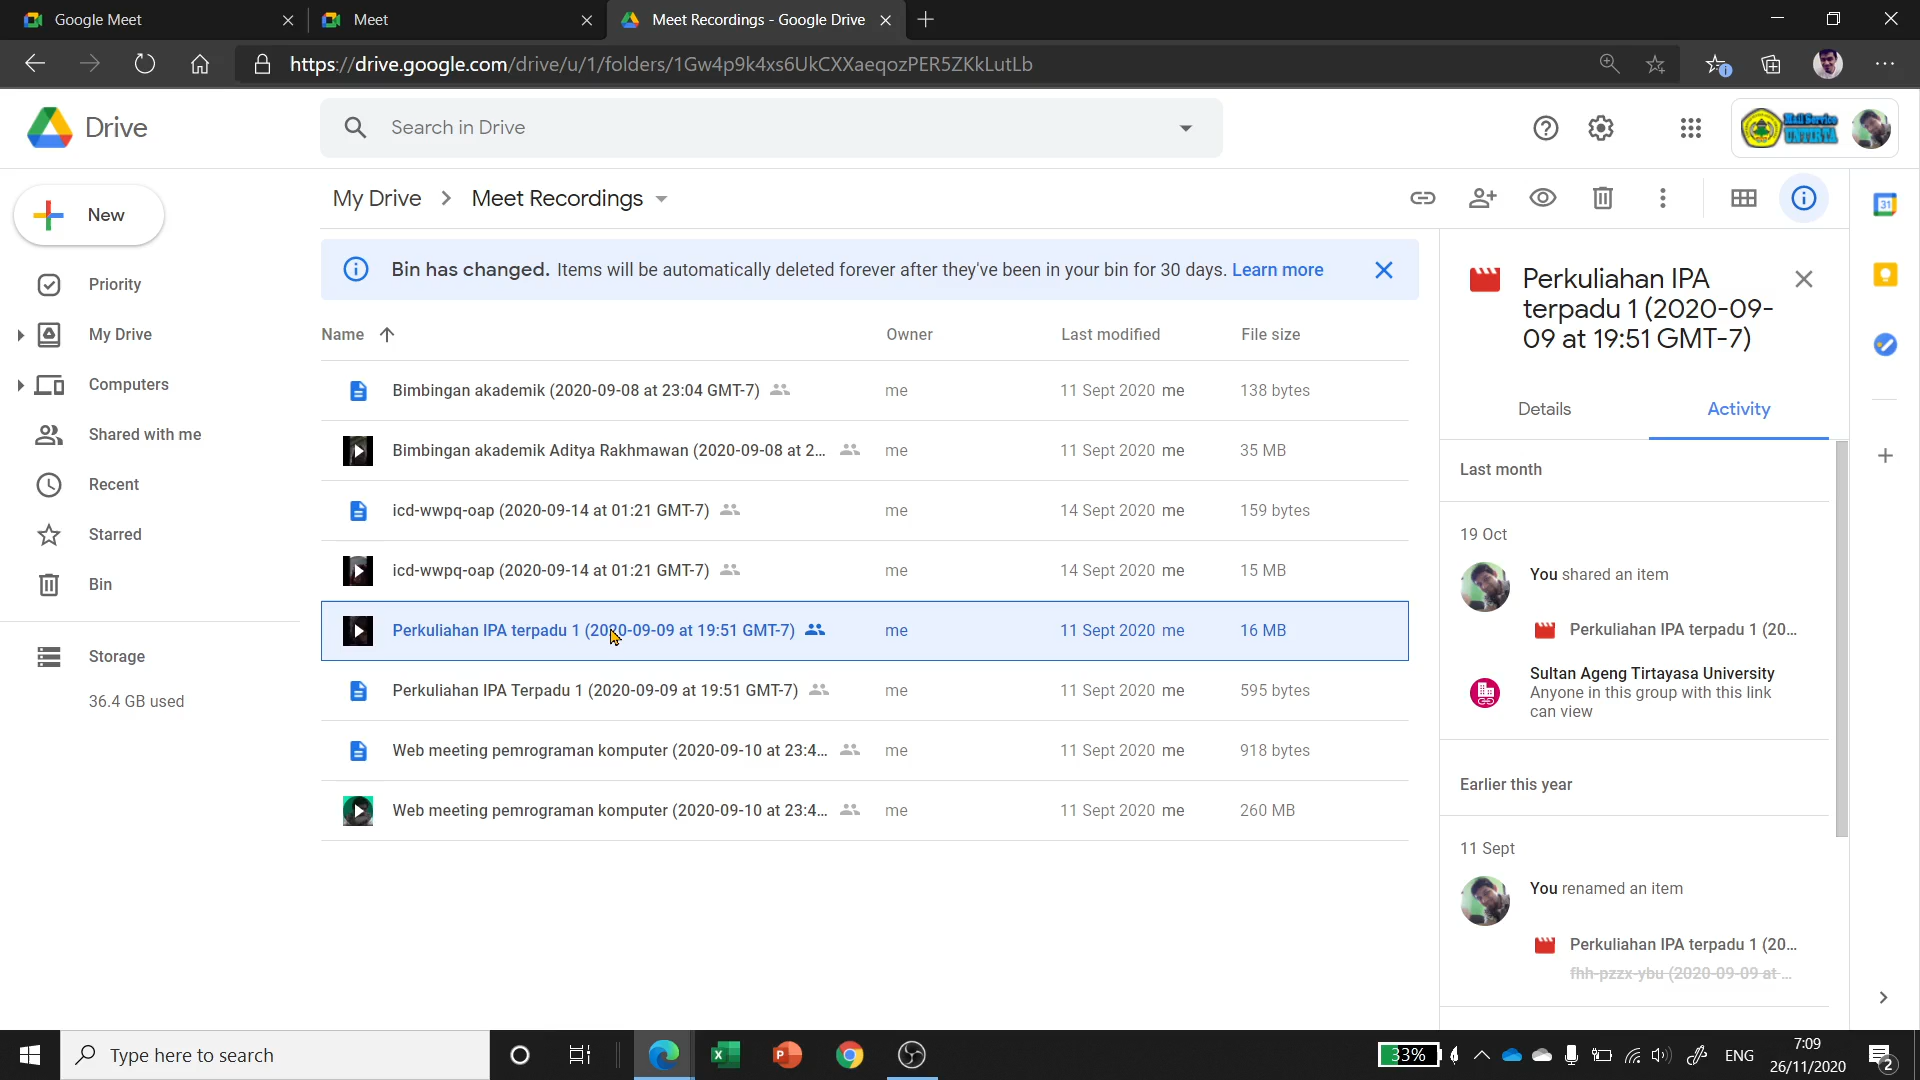 Google Meet
Meet
Meet Recordings - Google Drive
https://drive.google.com/drive/u/1/folders/1Gw4p9k4xs6UkCXXaeqozPER5ZKkLutLb
Drive
Search in Drive
Mail Service
UNTIRTA
New
My Drive
Meet Recordings
31
Bin has changed. Items will be automatically deleted forever after they've been in your bin for 30 days. Learn more
Priority
My Drive
Computers
Shared with me
Recent
Starred
Bin
Storage
36.4 GB used
Name Owner Last modified File size
Bimbingan akademik (2020-09-08 at 23:04 GMT-7) me 11 Sept 2020 me 138 bytes
Bimbingan akademik Aditya Rakhmawan (2020-09-08 at 2... me 11 Sept 2020 me 35 MB
icd-wwpq-oap (2020-09-14 at 01:21 GMT-7) me 14 Sept 2020 me 159 bytes
icd-wwpq-oap (2020-09-14 at 01:21 GMT-7) me 14 Sept 2020 me 15 MB
Perkuliahan IPA terpadu 1 (2020-09-09 at 19:51 GMT-7) me 11 Sept 2020 me 16 MB
Perkuliahan IPA Terpadu 1 (2020-09-09 at 19:51 GMT-7) me 11 Sept 2020 me 595 bytes
Web meeting pemrograman komputer (2020-09-10 at 23:4... me 11 Sept 2020 me 918 bytes
Web meeting pemrograman komputer (2020-09-10 at 23:4... me 11 Sept 2020 me 260 MB
Perkuliahan IPA
terpadu 1 (2020-09-
09 at 19:51 GMT-7)
Details
Activity
Last month
19 Oct
You shared an item
Perkuliahan IPA terpadu 1 (20...
Sultan Ageng Tirtayasa University
Anyone in this group with this link
can view
Earlier this year
11 Sept
You renamed an item
Perkuliahan IPA terpadu 1 (20...
fhh-pzzx-ybu (2020-09-09 at ...
Type here to search
33%
ENG
7:09
26/11/2020
2